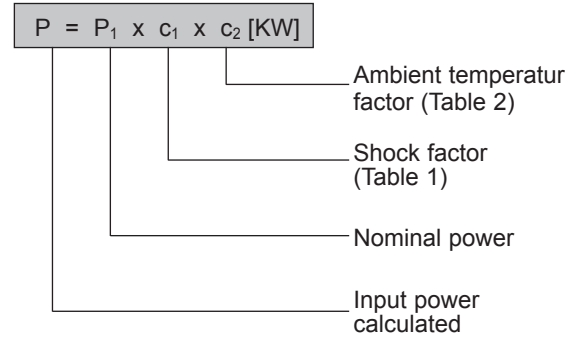 P = P₁ x c₁ x c₂ [KW]
Ambient temperatur
factor (Table 2)
Shock factor
(Table 1)
Nominal power
Input power
calculated